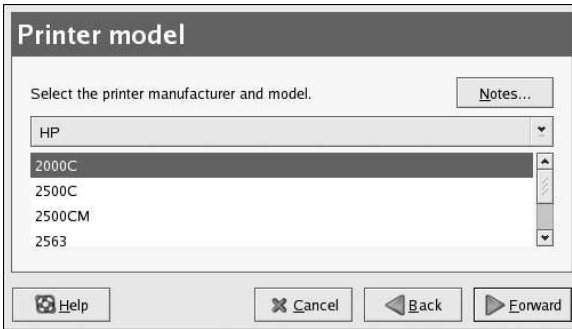 Printer model
Select the printer manufacturer and model.
Notes...
HP
2000C
2500C
2500CM
2563
Help
Cancel
Back
Forward